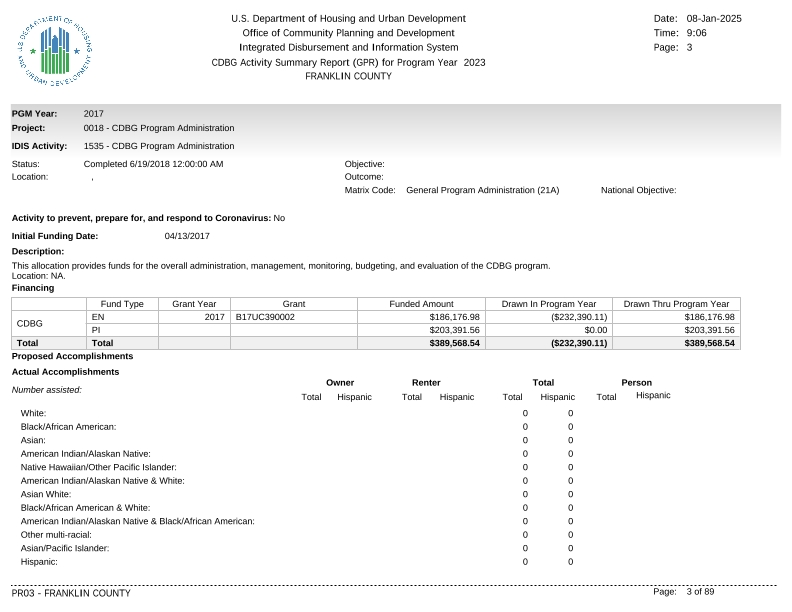 U.S. DEPARTMENT OF HOUSING AND URBAN DEVELOPMENT
U.S. Department of Housing and Urban Development
Office of Community Planning and Development
Integrated Disbursement and Information System
CDBG Activity Summary Report (GPR) for Program Year 2023
FRANKLIN COUNTY
Date: 08-Jan-2025
Time: 9:06
Page: 3
PGM Year: 2017
Project: 0018 - CDBG Program Administration
IDIS Activity: 1535 - CDBG Program Administration
Status: Completed 6/19/2018 12:00:00 AM Objective:
Location: , Outcome:
Matrix Code: General Program Administration (21A) National Objective:
Activity to prevent, prepare for, and respond to Coronavirus: No
Initial Funding Date: 04/13/2017
Description:
This allocation provides funds for the overall administration, management, monitoring, budgeting, and evaluation of the CDBG program.
Location: NA.
Financing
Fund Type Grant Year Grant Funded Amount Drawn In Program Year Drawn Thru Program Year
CDBG EN 2017 B17UC390002 $186,176.98 ($232,390.11) $186,176.98
PI $203,391.56 $0.00 $203,391.56
Total Total $389,568.54 ($232,390.11) $389,568.54
Proposed Accomplishments
Actual Accomplishments
Number assisted: Owner Renter Total Person
Total Hispanic Total Hispanic Total Hispanic Total Hispanic
White: 0 0
Black/African American: 0 0
Asian: 0 0
American Indian/Alaskan Native: 0 0
Native Hawaiian/Other Pacific Islander: 0 0
American Indian/Alaskan Native & White: 0 0
Asian White: 0 0
Black/African American & White: 0 0
American Indian/Alaskan Native & Black/African American: 0 0
Other multi-racial: 0 0
Asian/Pacific Islander: 0 0
Hispanic: 0 0
PR03 - FRANKLIN COUNTY Page: 3 of 89